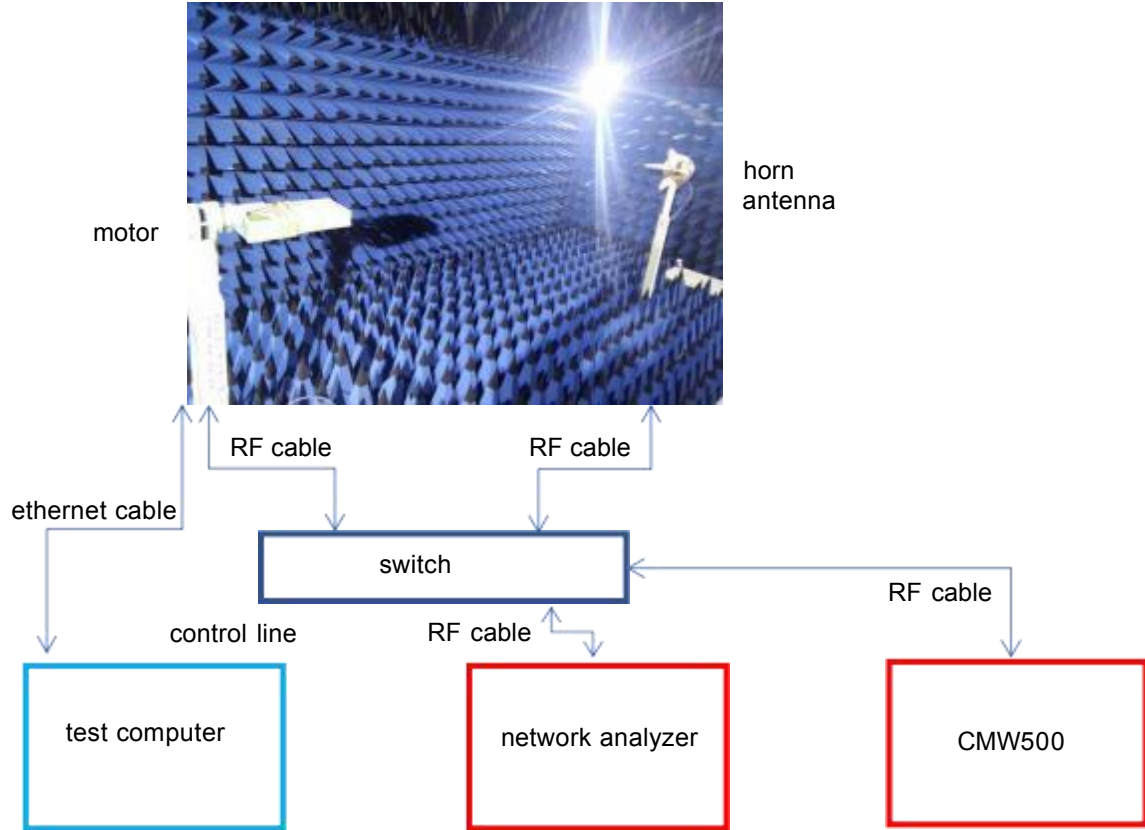 horn
antenna
motor
RF cable
RF cable
ethernet cable
switch
RF cable
control line
RF cable
test computer
network analyzer
CMW500